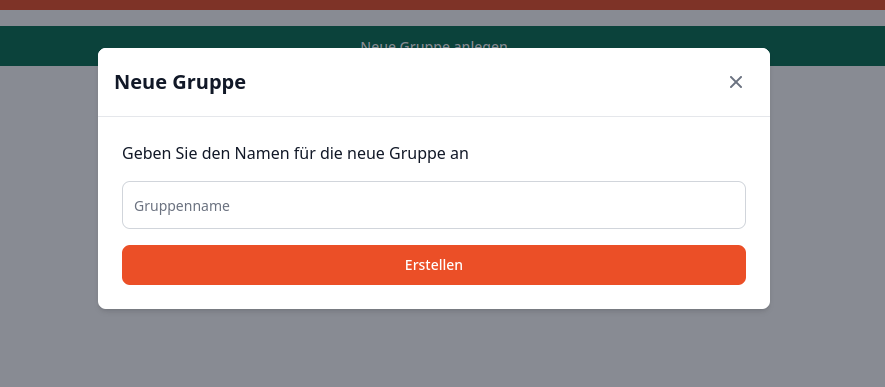 Neue Gruppe anlegen
Neue Gruppe
Geben Sie den Namen für die neue Gruppe an
Gruppenname
Erstellen